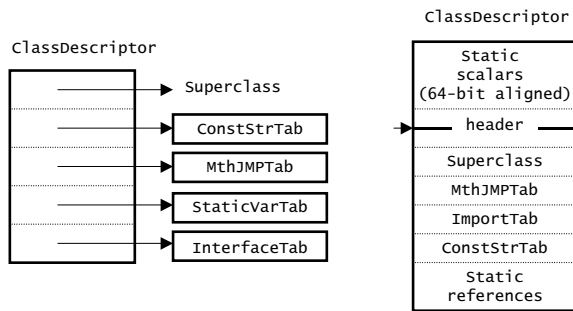 ClassDescriptor
Superclass
ConstStrTab
MthJMPTab
StaticVarTab
InterfaceTab
ClassDescriptor
Static
scalars
(64-bit aligned)
header
Superclass
MthJMPTab
ImportTab
ConstStrTab
Static
references